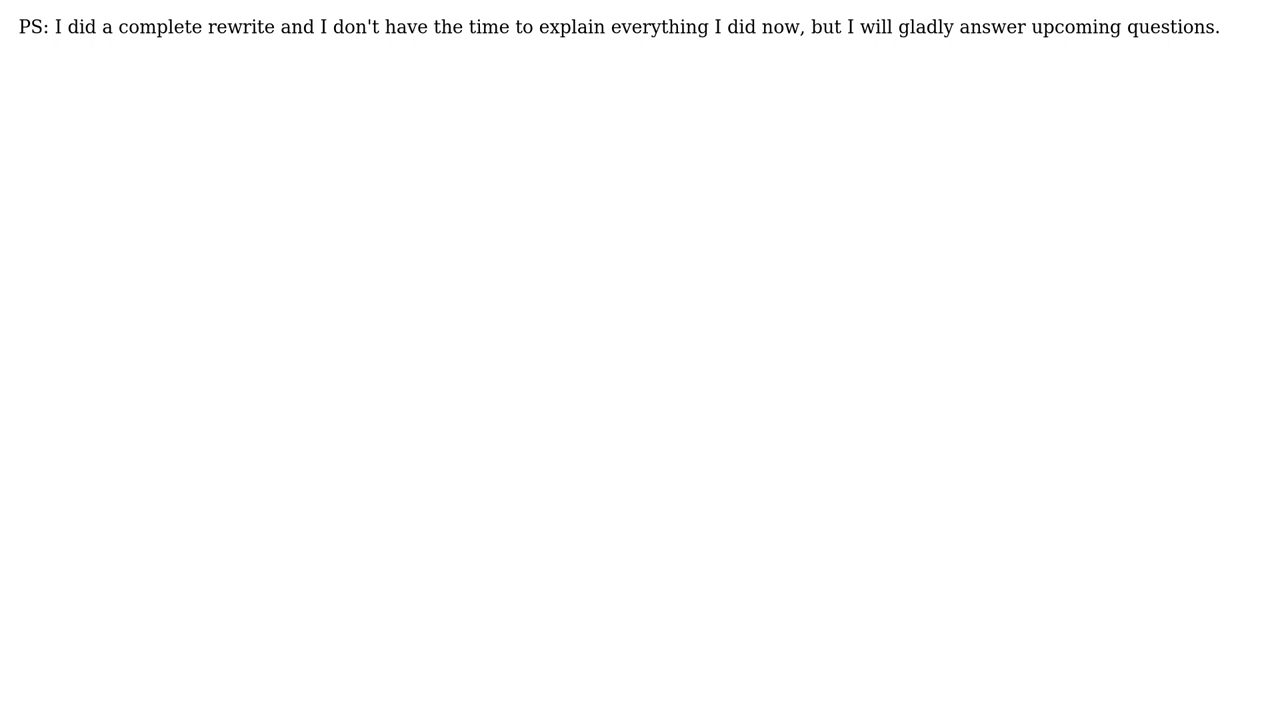 PS: I did a complete rewrite and I don't have the time to explain everything I did now, but I will gladly answer upcoming questions.